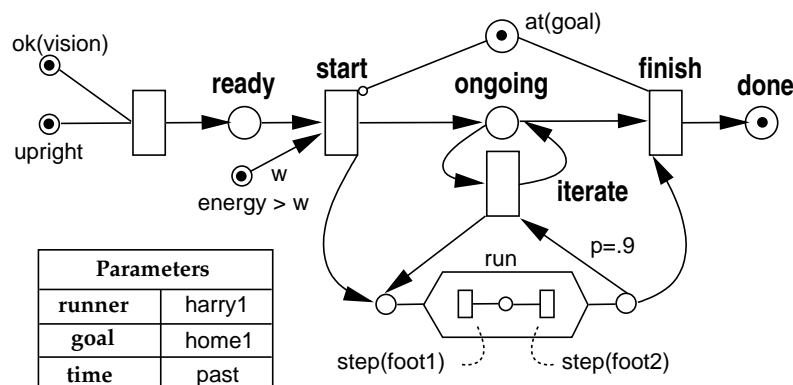 ok(vision)
at(goal)
ready
start
ongoing
finish
done
upright
w
energy > w
iterate
p=.9
run
step(foot1)
step(foot2)
Parameters
runner harry1
goal home1
time past